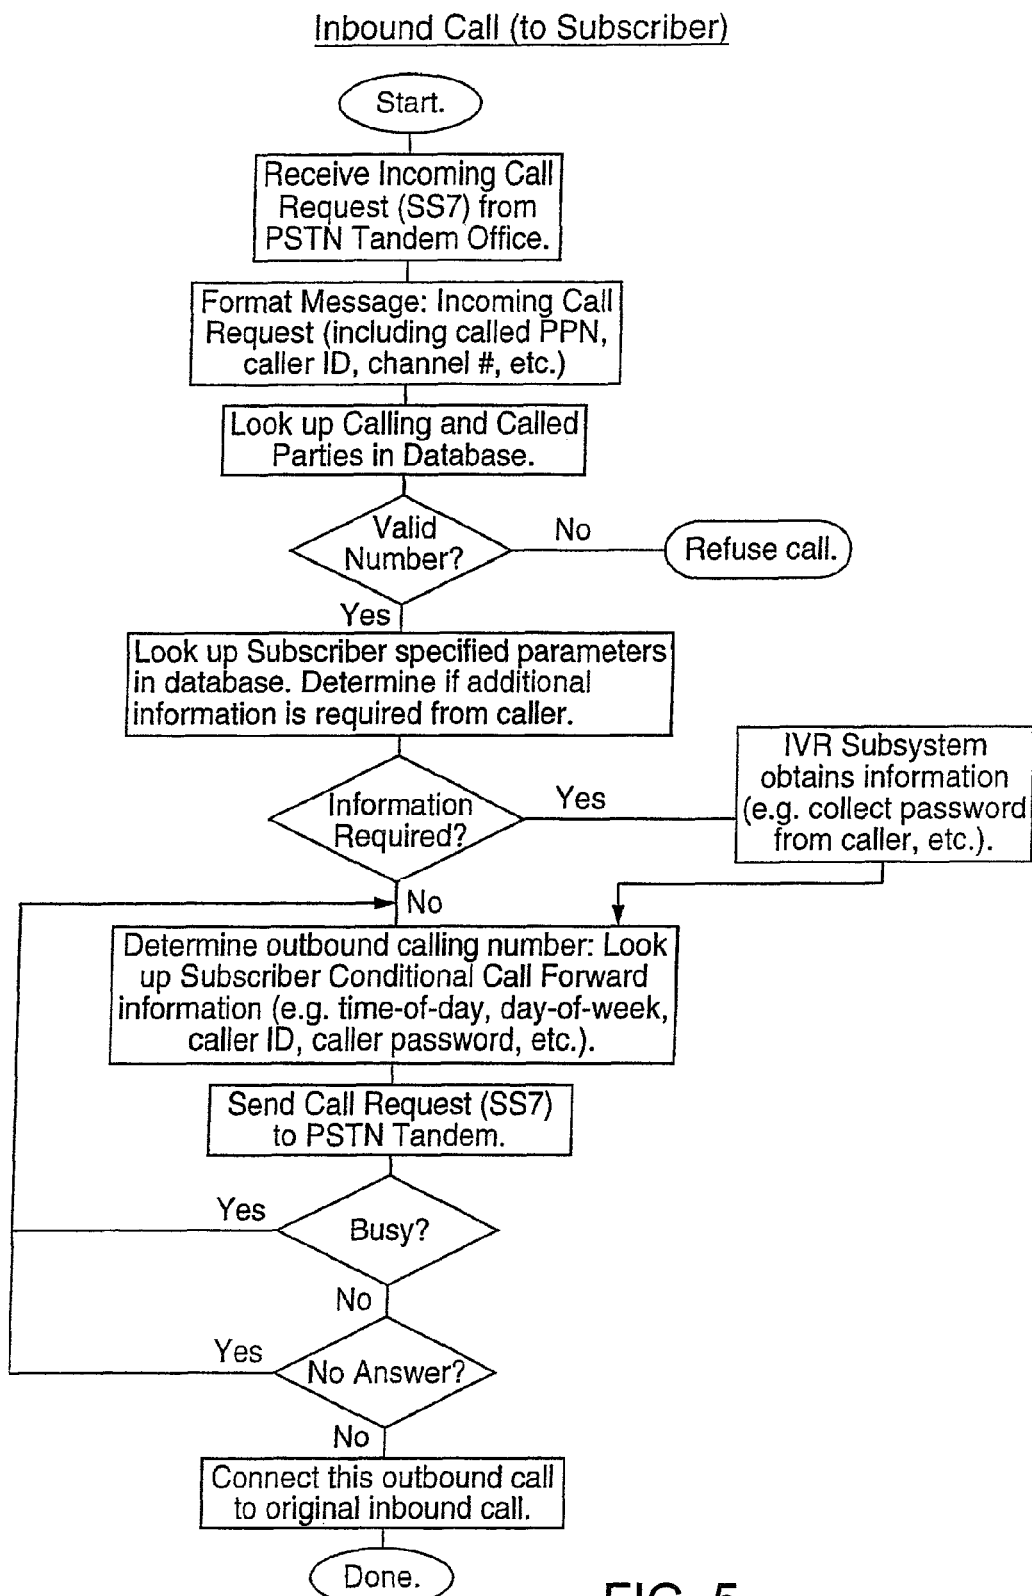 Inbound Call (to Subscriber)
Start.
Receive Incoming Call
Request (SS7) from
PSTN Tandem Office.
Format Message: Incoming Call
Request (including called PPN,
caller ID, channel #, etc.)
Look up Calling and Called
Parties in Database.
Valid
Number?
No
Refuse call.
Yes
Look up Subscriber specified parameters
in database. Determine if additional
information is required from caller.
Information
Required?
Yes
IVR Subsystem
obtains information
(e.g. collect password
from caller, etc.).
No
Determine outbound calling number: Look
up Subscriber Conditional Call Forward
information (e.g. time-of-day, day-of-week,
caller ID, caller password, etc.).
Send Call Request (SS7)
to PSTN Tandem.
Busy?
Yes
No
No Answer?
Yes
No
Connect this outbound call
to original inbound call.
Done.
FIG. 5